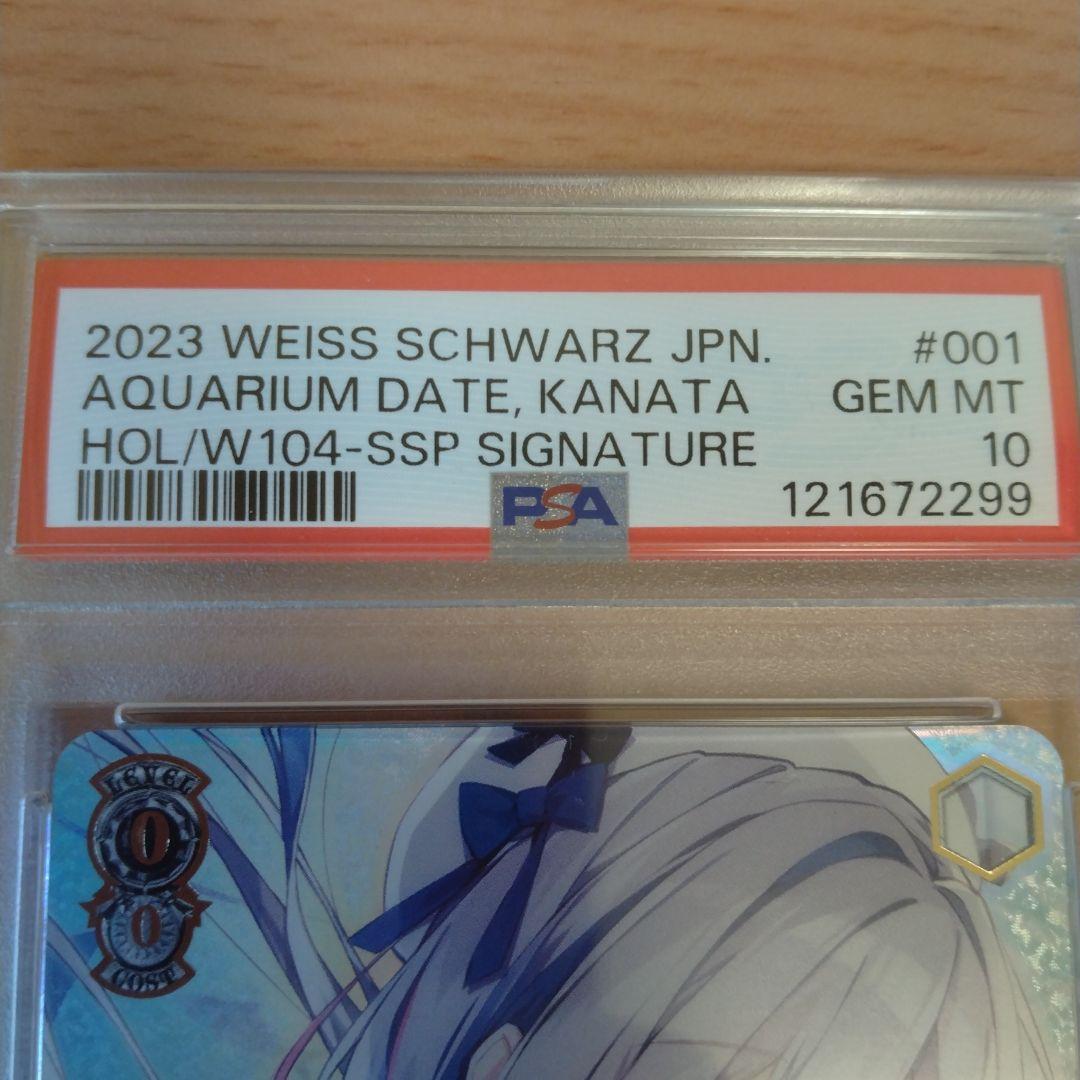 2023 WEISS SCHWARZ JPN. #001
AQUARIUM DATE, KANATA GEM MT
HOL/W104-SSP SIGNATURE 10
PSA 121672299
LEVEL
0
0
COST